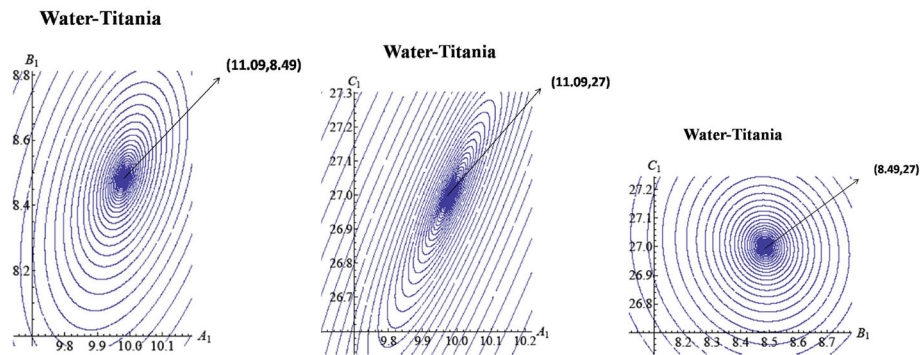 Water-Titania
B1
(11.09,8.49)
8.8
8.6
8.4
8.2
9.8 9.9 10.0 10.1 A1
Water-Titania
C1
(11.09,27)
27.3
27.2
27.1
27.0
26.9
26.8
26.7
9.8 9.9 10.0 10.1 10.2 A1
Water-Titania
C1
(8.49,27)
27.2
27.1
27.0
26.9
26.8
8.2 8.3 8.4 8.5 8.6 8.7 B1